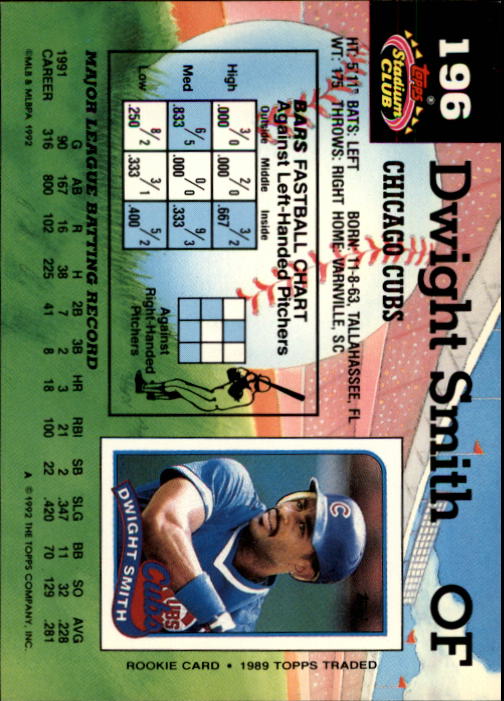 196
Topps®
Stadium
CLUB
Dwight Smith OF
CHICAGO CUBS
HT: 5'11" BATS: LEFT BORN: 11-8-63, TALLAHASSEE, FL
WT: 175 THROWS: RIGHT HOME: VARNVILLE, SC
BARS FASTBALL CHART
Against Left-Handed Pitchers
Outside Middle Inside
High 3/0 .000 2/0 .000 3/2 .667
Med 6/5 .833 0/0 .000 9/3 .333
Low 8/2 .250 3/1 .333 5/2 .400
Against
Right-Handed
Pitchers
C
CUBS
Cubs
DWIGHT SMITH
ROOKIE CARD • 1989 TOPPS TRADED
MAJOR LEAGUE BATTING RECORD
G AB R H 2B 3B HR RBI SB SLG BB SO AVG
1991 90 167 16 38 7 2 3 21 2 .347 11 32 .228
CAREER 316 800 102 225 41 8 18 100 22 .420 70 129 .281
©MLB & MLBPA 1992 A ©1992 THE TOPPS COMPANY, INC.